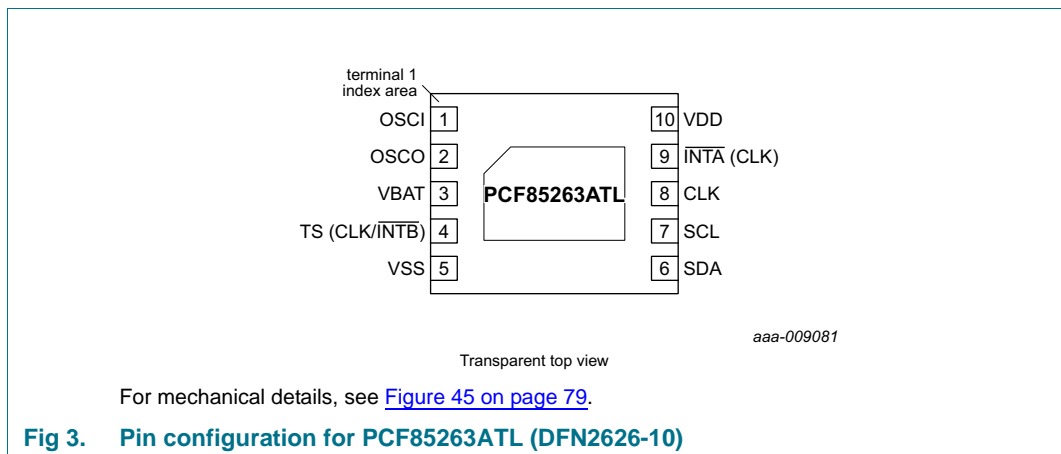 terminal 1
index area
OSCI 1
OSCO 2
VBAT 3
TS (CLK/INTB) 4
VSS 5
PCF85263ATL
10 VDD
9 INTA (CLK)
8 CLK
7 SCL
6 SDA
aaa-009081
Transparent top view
For mechanical details, see Figure 45 on page 79.
Fig 3. Pin configuration for PCF85263ATL (DFN2626-10)